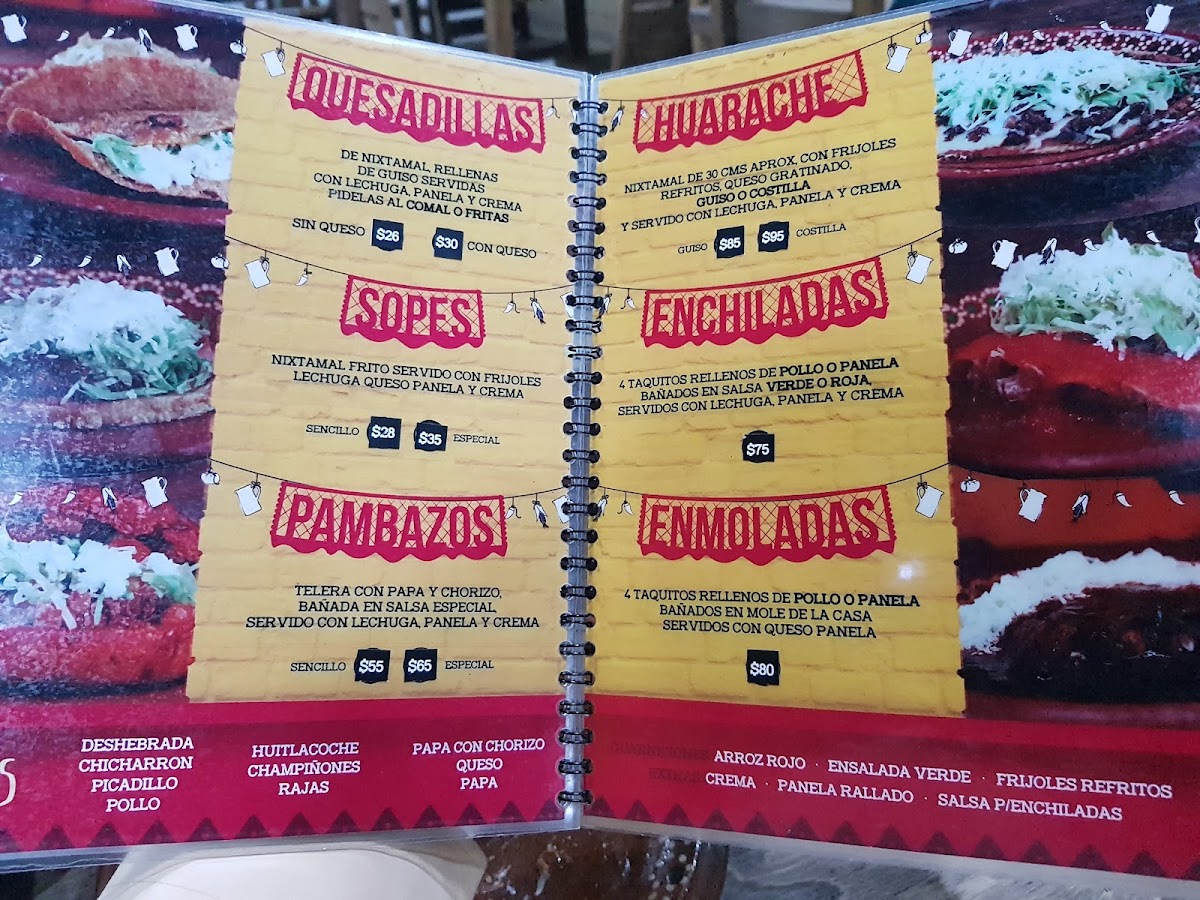 QUESADILLAS
DE NIXTAMAL, RELLENAS
DE GUISO SERVIDAS
CON LECHUGA, PANELA Y CREMA
PIDELAS AL COMAL O FRITAS
SIN QUESO $26 $30 CON QUESO
SOPES
NIXTAMAL FRITO SERVIDO CON FRIJOLES
LECHUGA QUESO PANELA Y CREMA
SENCILLO $28 $35 ESPECIAL
PAMBAZOS
TELERA CON PAPA Y CHORIZO,
BAÑADA EN SALSA ESPECIAL,
SERVIDO CON LECHUGA, PANELA Y CREMA
SENCILLO $55 $65 ESPECIAL
DESHEBRADA
CHICHARRON
PICADILLO
POLLO
HUITLACOCHE
CHAMPIÑONES
RAJAS
PAPA CON CHORIZO
QUESO
PAPA
HUARACHE
NIXTAMAL DE 30 CMS APROX, CON FRIJOLES
REFRITOS, QUESO GRATINADO,
GUISO O COSTILLA
Y SERVIDO CON LECHUGA, PANELA Y CREMA
GUISO $85 $95 COSTILLA
ENCHILADAS
4 TAQUITOS RELLENOS DE POLLO O PANELA
BAÑADOS EN SALSA VERDE O ROJA,
SERVIDOS CON LECHUGA, PANELA Y CREMA
$75
ENMOLADAS
4 TAQUITOS RELLENOS DE POLLO O PANELA
BAÑADOS EN MOLE DE LA CASA
SERVIDOS CON QUESO PANELA
$80
GUARNICIONES ARROZ ROJO · ENSALADA VERDE · FRIJOLES REFRITOS
EXTRAS CREMA · PANELA RALLADO · SALSA P/ENCHILADAS